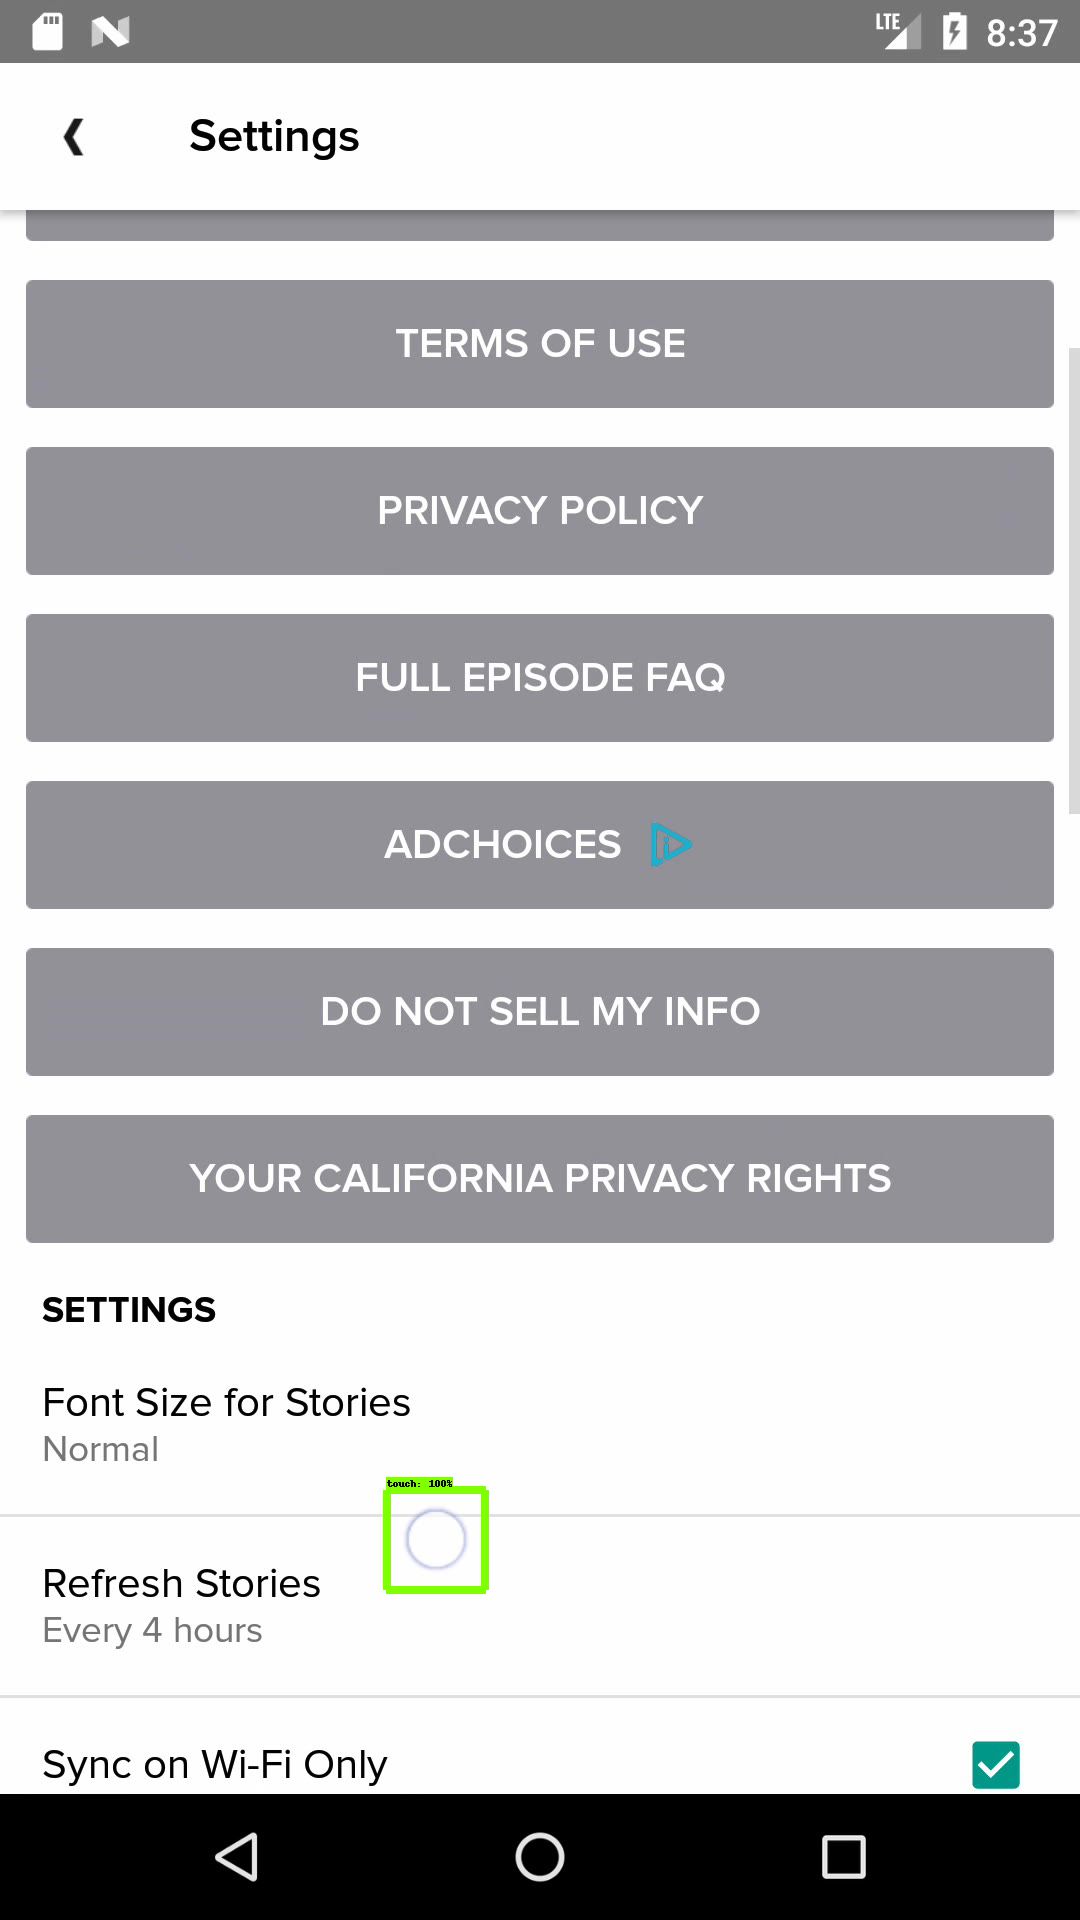 LTE 8:37
Settings
TERMS OF USE
PRIVACY POLICY
FULL EPISODE FAQ
ADCHOICES
DO NOT SELL MY INFO
YOUR CALIFORNIA PRIVACY RIGHTS
SETTINGS
Font Size for Stories
Normal
touch: 100%
Refresh Stories
Every 4 hours
Sync on Wi-Fi Only